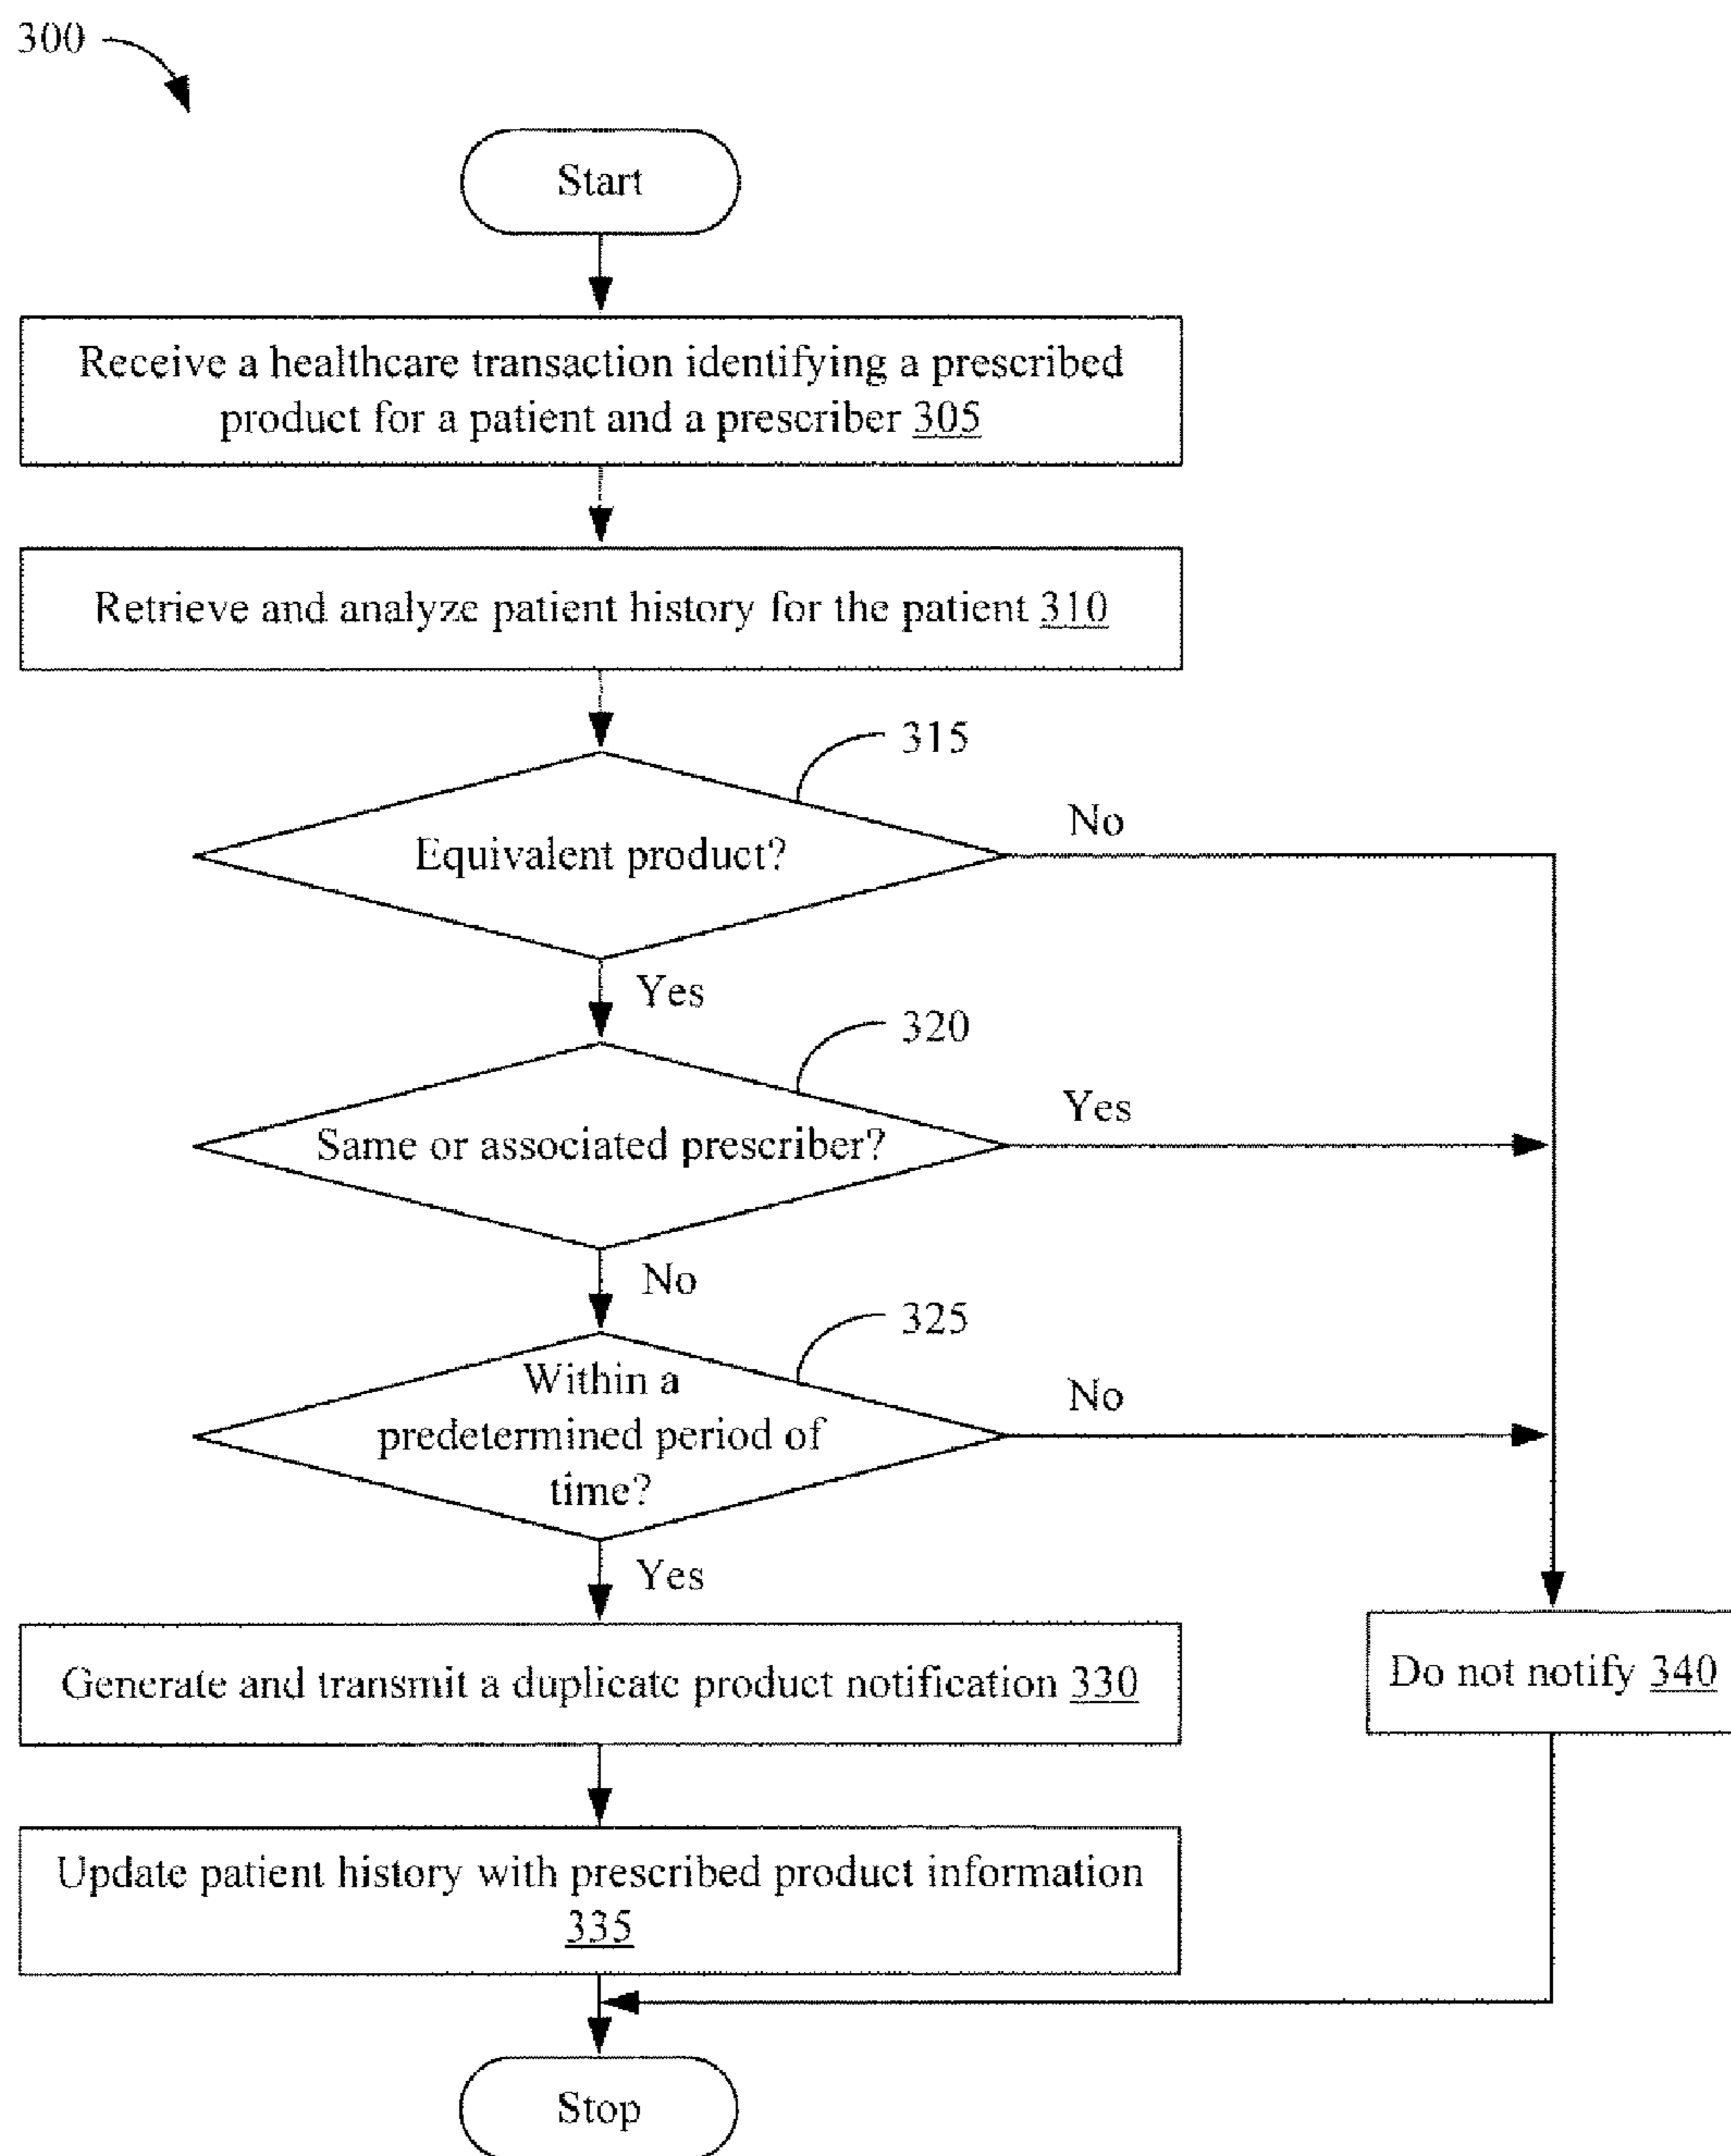 300
Start
Receive a healthcare transaction identifying a prescribed
product for a patient and a prescriber 305
Retrieve and analyze patient history for the patient 310
315
No
Equivalent product?
Yes
320
Yes
Same or associated prescriber?
No
325
No
Within a
predetermined period of
time?
Yes
Generate and transmit a duplicate product notification 330
Do not notify 340
Update patient history with prescribed product information
335
Stop